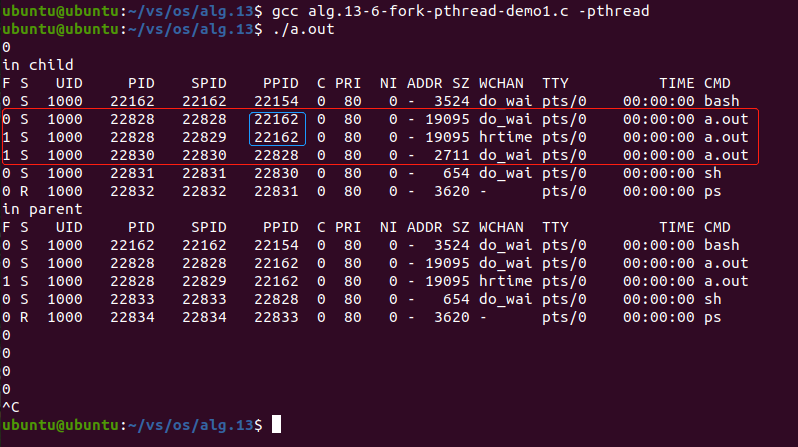 ubuntu@ubuntu:~/vs/os/alg.13$ gcc alg.13-6-fork-pthread-demo1.c -pthread
ubuntu@ubuntu:~/vs/os/alg.13$ ./a.out
0
in child
F S   UID     PID    SPID    PPID  C PRI  NI ADDR SZ WCHAN  TTY          TIME CMD
0 S  1000   22162   22162   22154  0  80   0 -  3524 do_wai pts/0    00:00:00 bash
0 S  1000   22828   22828   22162  0  80   0 - 19095 do_wai pts/0    00:00:00 a.out
1 S  1000   22828   22829   22162  0  80   0 - 19095 hrtime pts/0    00:00:00 a.out
1 S  1000   22830   22830   22828  0  80   0 -  2711 do_wai pts/0    00:00:00 a.out
0 S  1000   22831   22831   22830  0  80   0 -   654 do_wai pts/0    00:00:00 sh
0 R  1000   22832   22832   22831  0  80   0 -  3620 -      pts/0    00:00:00 ps
in parent
F S   UID     PID    SPID    PPID  C PRI  NI ADDR SZ WCHAN  TTY          TIME CMD
0 S  1000   22162   22162   22154  0  80   0 -  3524 do_wai pts/0    00:00:00 bash
0 S  1000   22828   22828   22162  0  80   0 - 19095 do_wai pts/0    00:00:00 a.out
1 S  1000   22828   22829   22162  0  80   0 - 19095 hrtime pts/0    00:00:00 a.out
0 S  1000   22833   22833   22828  0  80   0 -   654 do_wai pts/0    00:00:00 sh
0 R  1000   22834   22834   22833  0  80   0 -  3620 -      pts/0    00:00:00 ps
0
0
0
0
^C
ubuntu@ubuntu:~/vs/os/alg.13$